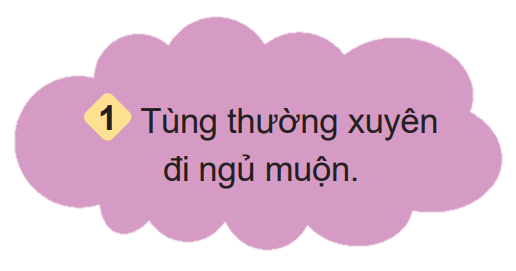 1 Tùng thường xuyên
đi ngủ muộn.